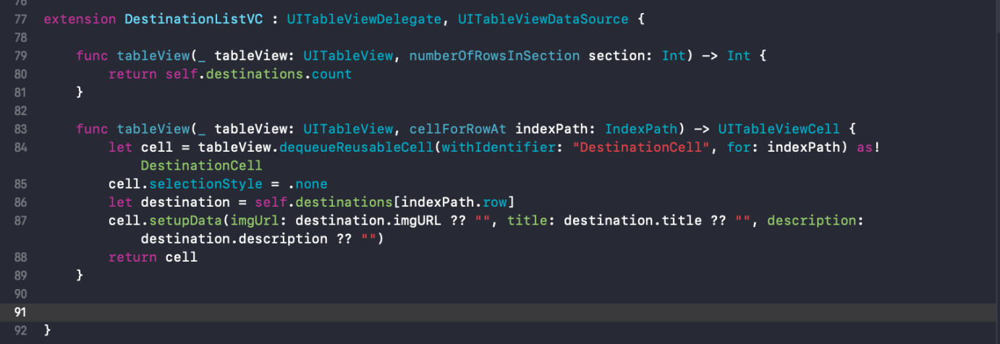 76
77 extension DestinationListVC : UITableViewDelegate, UITableViewDataSource {
78
79 func tableView(_ tableView: UITableView, numberOfRowsInSection section: Int) -> Int {
80 return self.destinations.count
81 }
82
83 func tableView(_ tableView: UITableView, cellForRowAt indexPath: IndexPath) -> UITableViewCell {
84 let cell = tableView.dequeueReusableCell(withIdentifier: "DestinationCell", for: indexPath) as!
DestinationCell
85 cell.selectionStyle = .none
86 let destination = self.destinations[indexPath.row]
87 cell.setupData(imgUrl: destination.imgURL ?? "", title: destination.title ?? "", description:
destination.description ?? "")
88 return cell
89 }
90
91
92 }